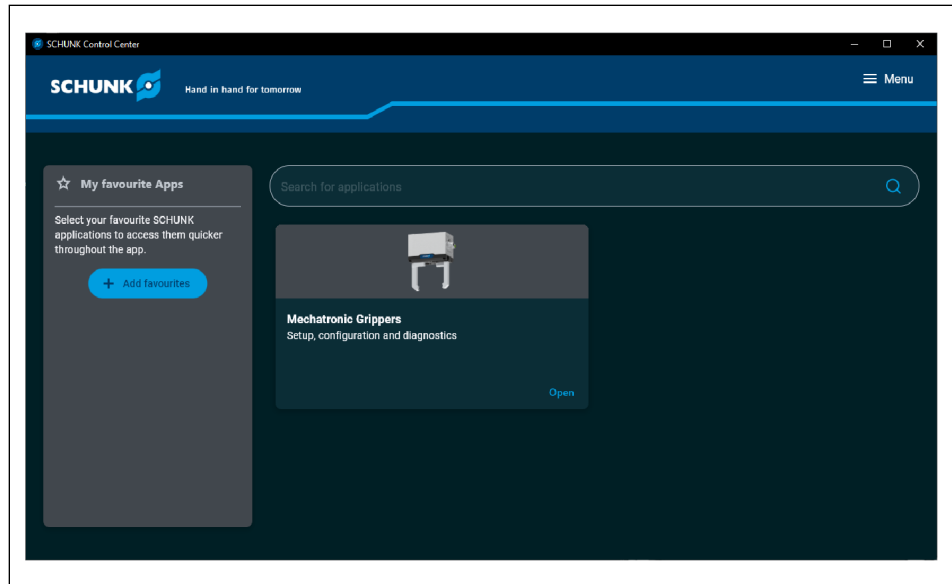 SCHUNK Control Center
SCHUNK
Hand in hand for tomorrow
Menu
My favourite Apps
Select your favourite SCHUNK
applications to access them quicker
throughout the app.
+ Add favourites
Search for applications
Mechatronic Grippers
Setup, configuration and diagnostics
Open